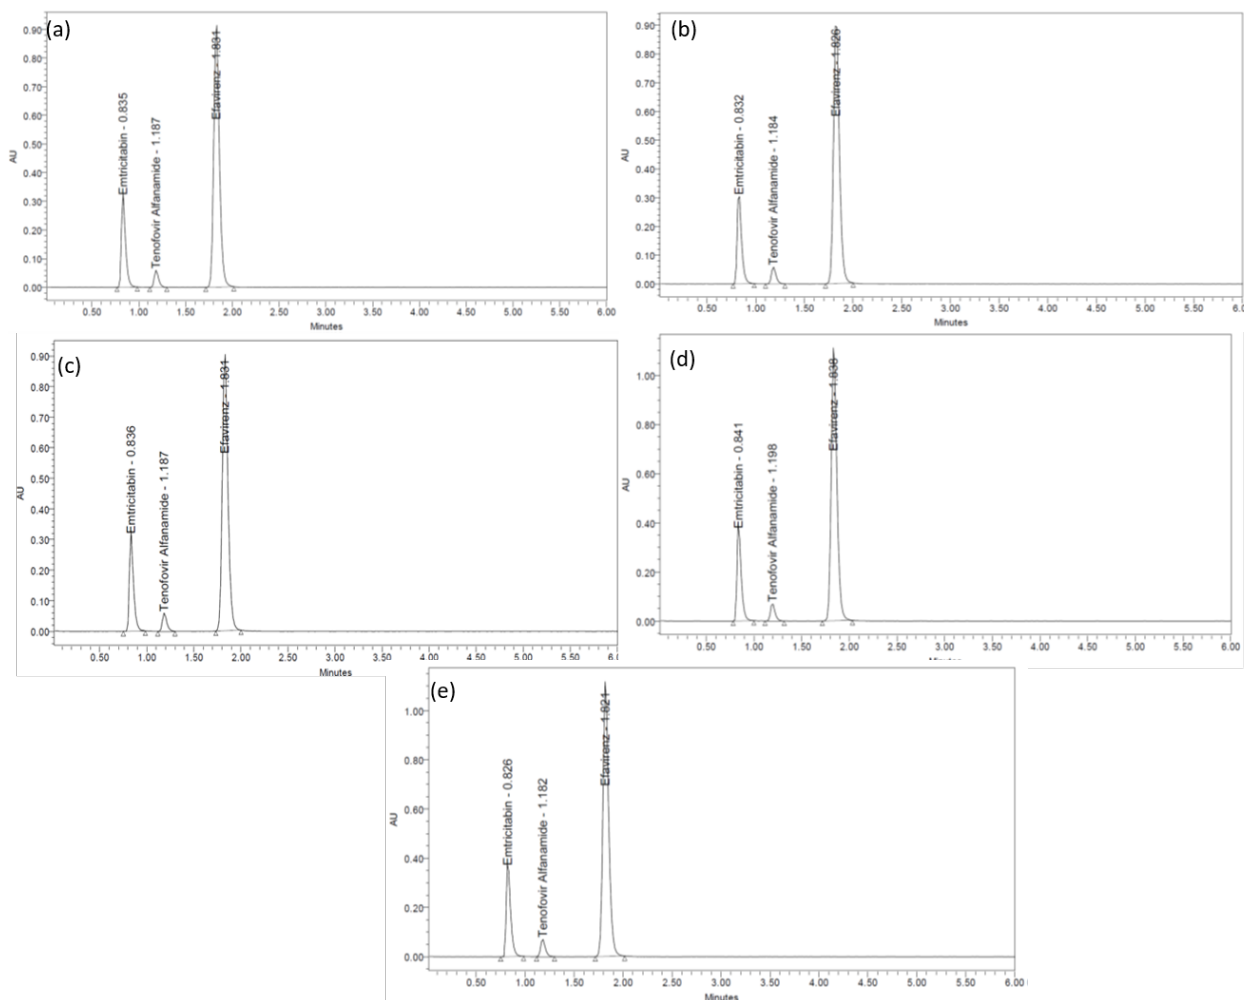 (a)
AU
0.90
0.80
0.70
0.60
0.50
0.40
0.30
0.20
0.10
0.00
Emtricitabin - 0.835
Tenofovir Alfanamide - 1.187
Efavirenz - 1.831
0.50 1.00 1.50 2.00 2.50 3.00 3.50 4.00 4.50 5.00 5.50 6.00
Minutes
(b)
AU
0.90
0.80
0.70
0.60
0.50
0.40
0.30
0.20
0.10
0.00
Emtricitabin - 0.832
Tenofovir Alfanamide - 1.184
Efavirenz - 1.826
0.50 1.00 1.50 2.00 2.50 3.00 3.50 4.00 4.50 5.00 5.50 6.0
Minutes
(c)
AU
0.90
0.80
0.70
0.60
0.50
0.40
0.30
0.20
0.10
0.00
Emtricitabin - 0.836
Tenofovir Alfanamide - 1.187
Efavirenz - 1.831
0.50 1.00 1.50 2.00 2.50 3.00 3.50 4.00 4.50 5.00 5.50
Minutes
(d)
AU
1.00
0.80
0.60
0.40
0.20
0.00
Emtricitabin - 0.841
Tenofovir Alfanamide - 1.198
Efavirenz - 1.838
0.50 1.00 1.50 2.00 2.50 3.00 3.50 4.00 4.50 5.00 5.50 6.00
(e)
AU
1.00
0.80
0.60
0.40
0.20
0.00
Emtricitabin - 0.826
Tenofovir Alfanamide - 1.182
Efavirenz - 1.821
0.50 1.00 1.50 2.00 2.50 3.00 3.50 4.00 4.50 5.00 5.50 6.00
Minutes